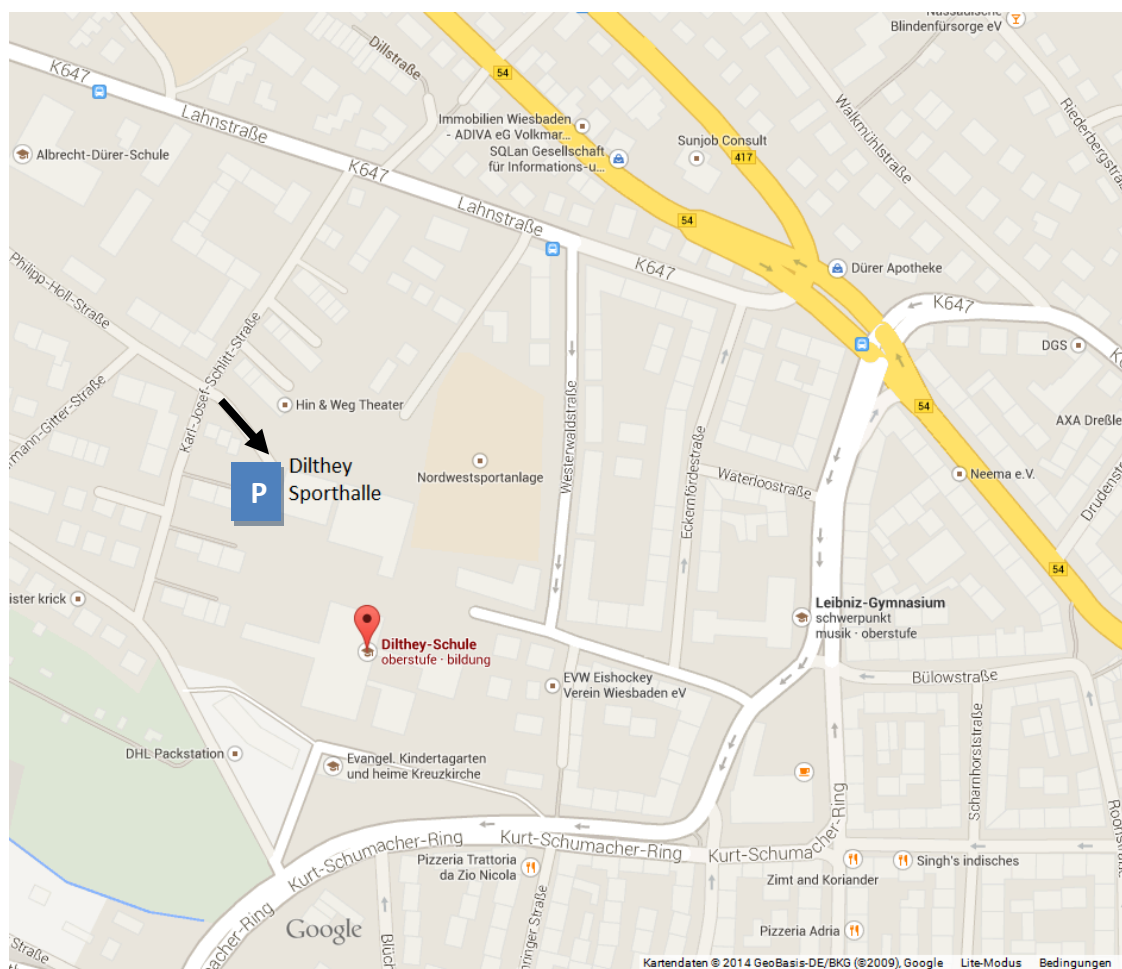 Nassauische
Blindenfürsorge eV
K647
Dillstraße
54
Lahnstraße
Immobilien Wiesbaden
- ADIVA eG Volkmar...
SQLan Gesellschaft
für Informations-u...
Sunjob Consult
417
Walkmühlstraße
Albrecht-Dürer-Schule
K647
Lahnstraße
54
K647
Dürer Apotheke
K647
Philipp-Holl-Straße
Karl-Josef-Schlitt-Straße
DGS
Hin & Weg Theater
54
AXA Dreßle
Dilthey
Sporthalle
P
Nordwestsportanlage
Westerwaldstraße
Eckernfördestraße
Waterloostraße
Neema e.V.
54
ister krick
Leibniz-Gymnasium
schwerpunkt
musik · oberstufe
Dilthey-Schule
oberstufe · bildung
EVW Eishockey
Verein Wiesbaden eV
Bülowstraße
Scharnhorststraße
DHL Packstation
Evangel. Kindertagarten
und heime Kreuzkirche
Kurt-Schumacher-Ring
Kurt-Schumacher-Ring
Kurt-Schumacher-Ring
Pizzeria Trattoria
da Zio Nicola
Singh's indisches
Zimt and Koriander
Pizzeria Adria
Google
Straße
Kartendaten © 2014 GeoBasis-DE/BKG (©2009), Google Lite-Modus Bedingungen